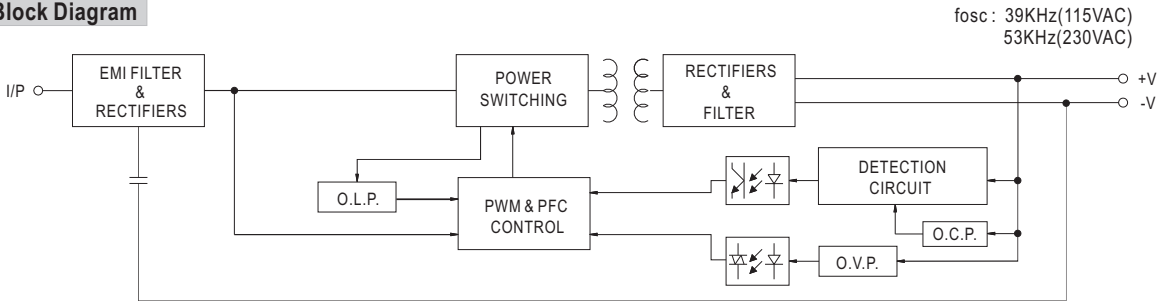 Block Diagram
fosc : 39KHz(115VAC)
53KHz(230VAC)
I/P
EMI FILTER
&
RECTIFIERS
POWER
SWITCHING
RECTIFIERS
&
FILTER
+V
-V
O.L.P.
PWM & PFC
CONTROL
DETECTION
CIRCUIT
O.C.P.
O.V.P.